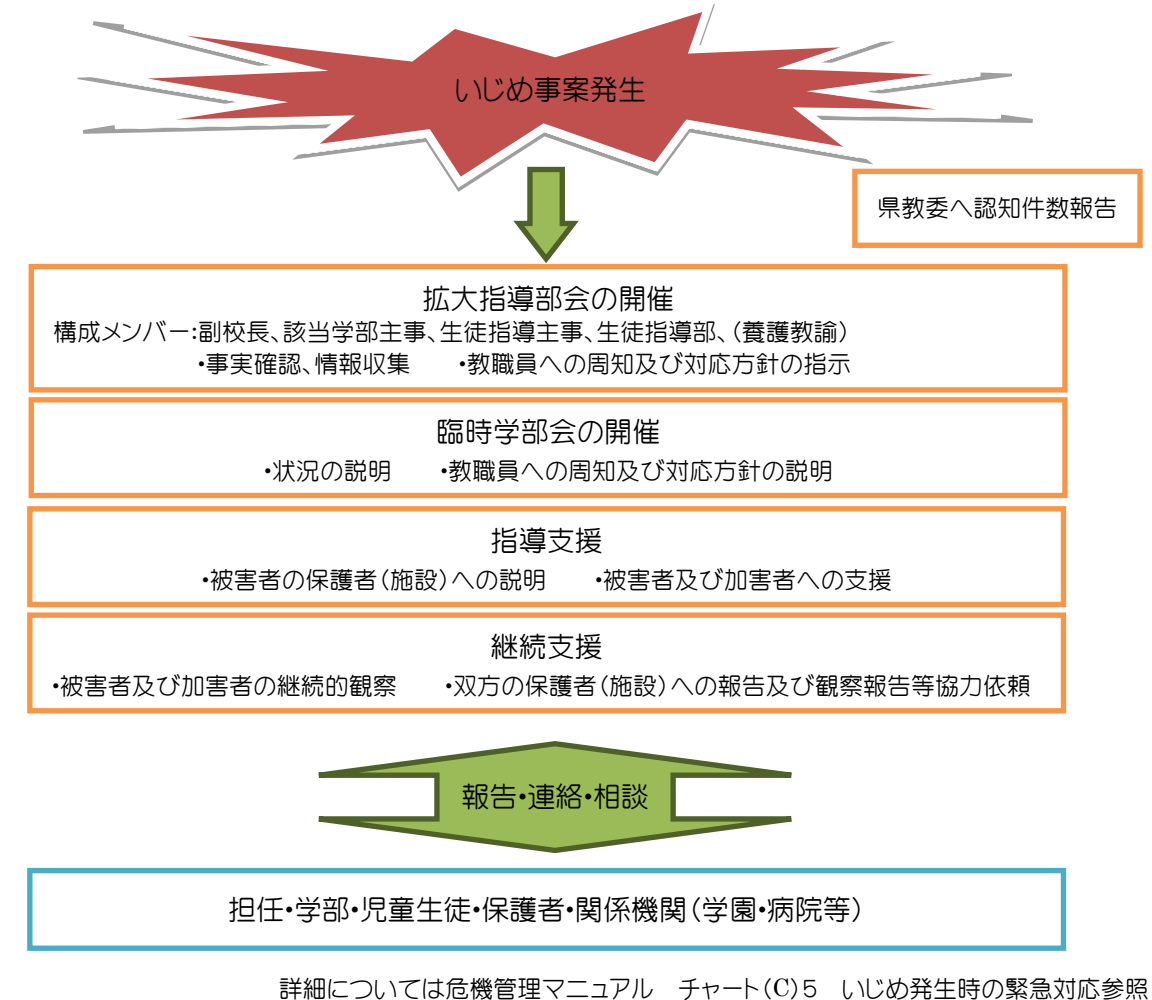 いじめ事案発生
県教委へ認知件数報告
拡大指導部会の開催
構成メンバー:副校長、該当学部主事、生徒指導主事、生徒指導部、(養護教諭)
・事実確認、情報収集　・教職員への周知及び対応方針の指示
臨時学部会の開催
・状況の説明　・教職員への周知及び対応方針の説明
指導支援
・被害者の保護者(施設)への説明　・被害者及び加害者への支援
継続支援
・被害者及び加害者の継続的観察　・双方の保護者(施設)への報告及び観察報告等協力依頼
報告・連絡・相談
担任・学部・児童生徒・保護者・関係機関(学園・病院等)
詳細については危機管理マニュアル　チャート(C)5　いじめ発生時の緊急対応参照